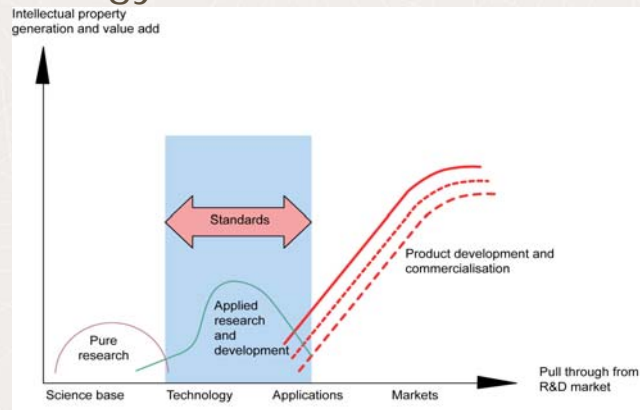 Intellectual property
generation and value add
Standards
Product development and
commercialisation
Applied
research
and
development
Pure
research
Pull through from
R&D market
Science base
Technology
Applications
Markets